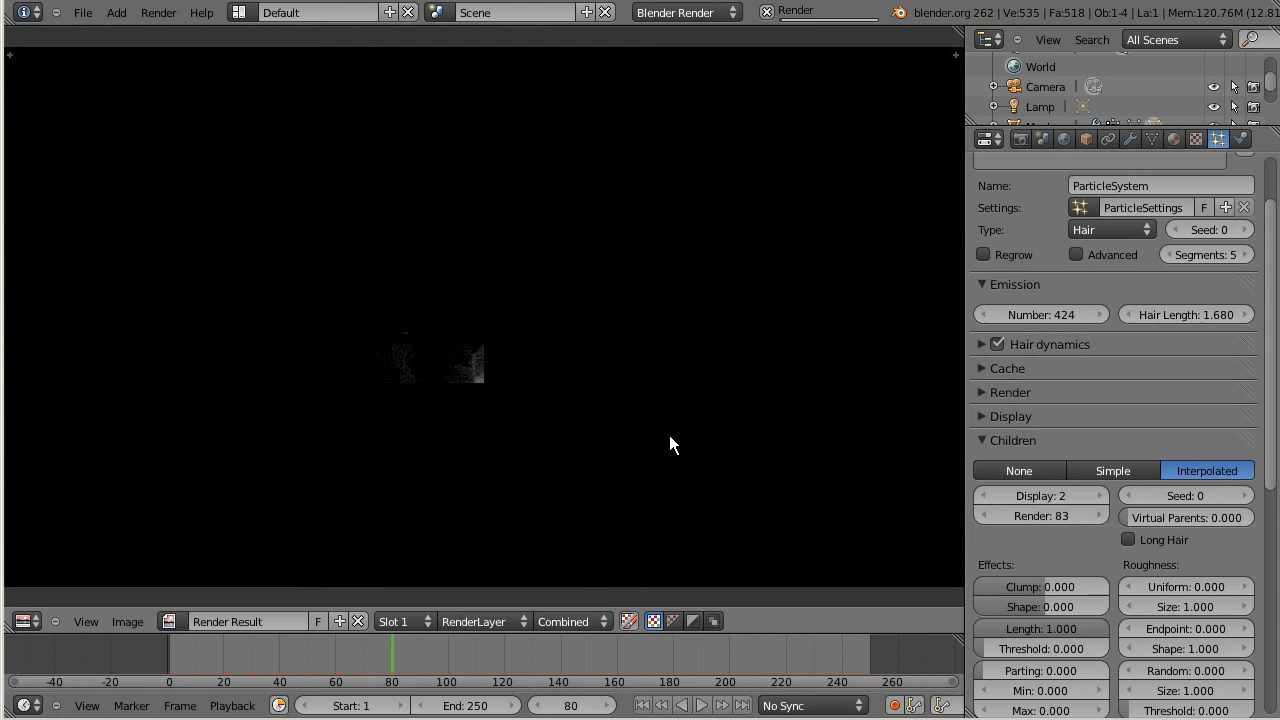 File Add Render Help Default Scene Blender Render Render blender.org 262 | Ve:535 | Fa:518 | Ob:1-4 | La:1 | Mem:120.76M (12.81
View Search All Scenes
World
Camera
Lamp
Name: ParticleSystem
Settings: ParticleSettings F
Type: Hair Seed: 0
Regrow Advanced Segments: 5
Emission
Number: 424 Hair Length: 1.680
Hair dynamics
Cache
Render
Display
Children
None Simple Interpolated
Display: 2 Seed: 0
Render: 83 Virtual Parents: 0.000
Long Hair
Effects: Roughness:
Clump: 0.000 Uniform: 0.000
Shape: 0.000 Size: 1.000
Length: 1.000 Endpoint: 0.000
Threshold: 0.000 Shape: 1.000
Parting: 0.000 Random: 0.000
Min: 0.000 Size: 1.000
Max: 0.000 Threshold: 0.000
View Image Render Result F Slot 1 RenderLayer Combined
-40 -20 0 20 40 60 80 100 120 140 160 180 200 220 240 260
View Marker Frame Playback Start: 1 End: 250 80 No Sync